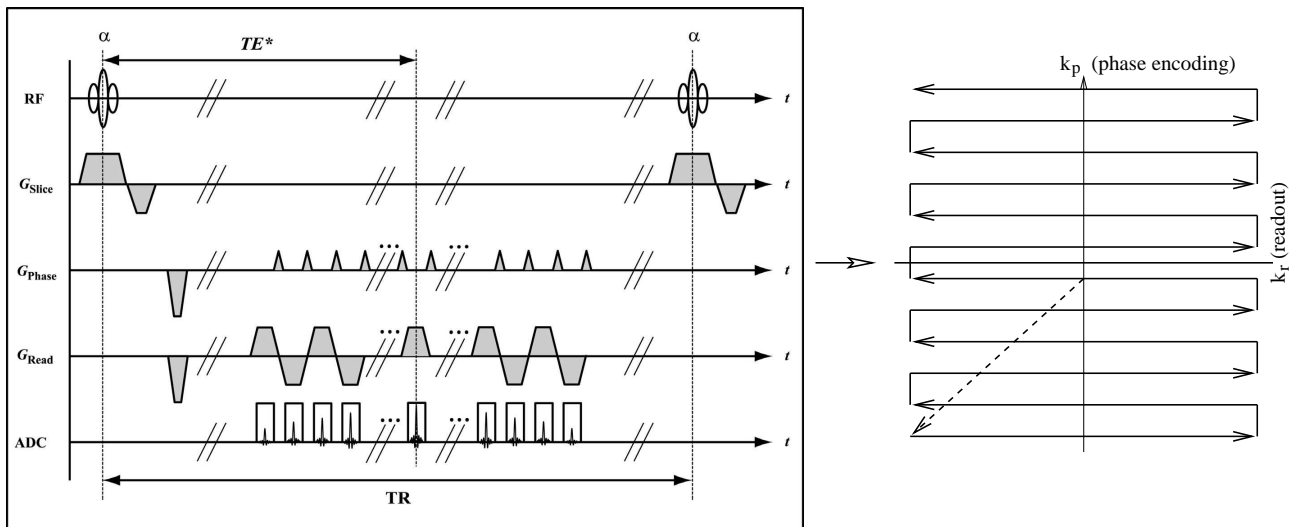 α
α
TE*
RF
t
G_Slice
t
G_Phase
...
...
t
G_Read
...
...
t
ADC
...
...
t
TR
k_p (phase encoding)
k_r (readout)